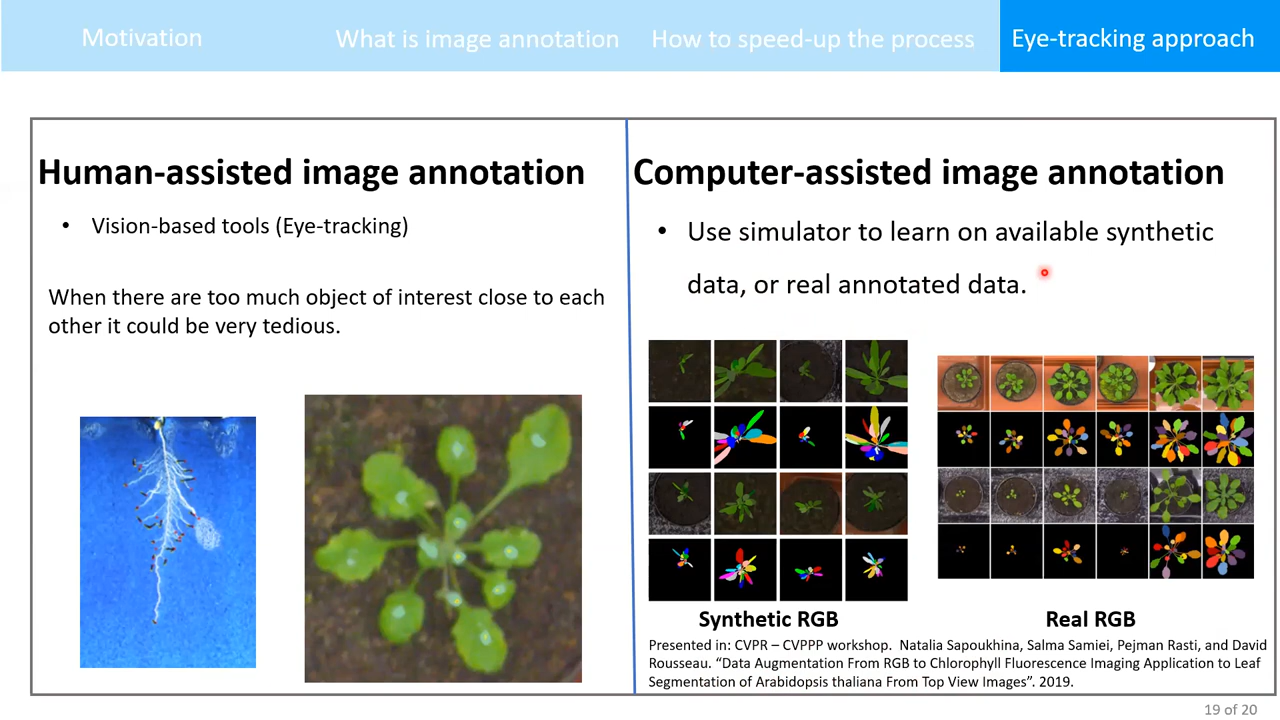 Motivation
What is image annotation
How to speed-up the process
Eye-tracking approach
Human-assisted image annotation
• Vision-based tools (Eye-tracking)
When there are too much object of interest close to each
other it could be very tedious.
Computer-assisted image annotation
• Use simulator to learn on available synthetic
data, or real annotated data.
Synthetic RGB
Real RGB
Presented in: CVPR – CVPPP workshop. Natalia Sapoukhina, Salma Samiei, Pejman Rasti, and David
Rousseau. “Data Augmentation From RGB to Chlorophyll Fluorescence Imaging Application to Leaf
Segmentation of Arabidopsis thaliana From Top View Images”. 2019.
19 of 20